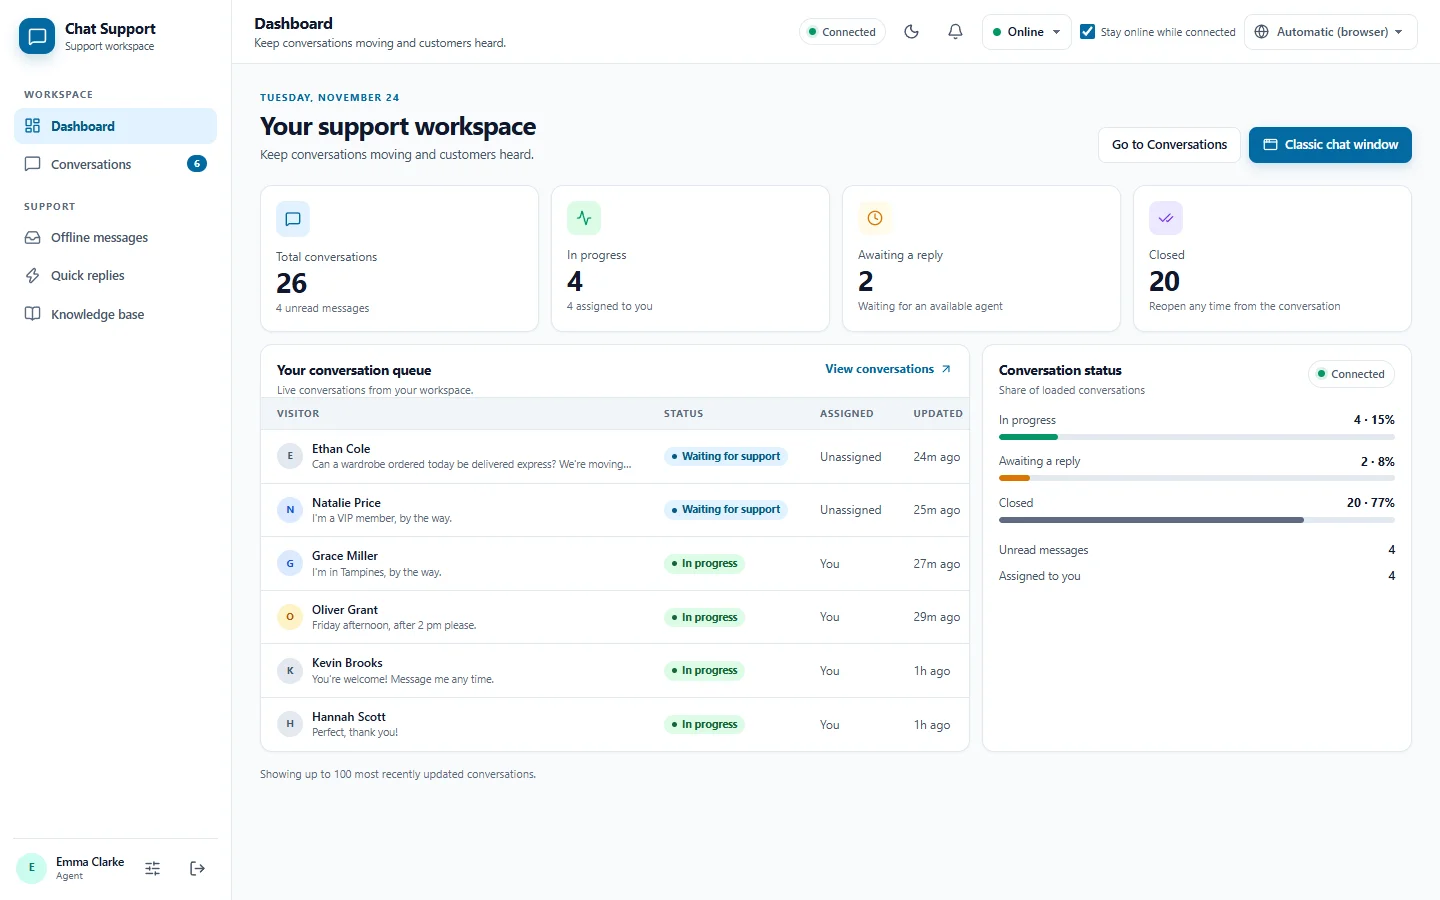 Chat Support
Support workspace
WORKSPACE
Dashboard
Conversations
6
SUPPORT
Offline messages
Quick replies
Knowledge base
E
Emma Clarke
Agent
Dashboard
Keep conversations moving and customers heard.
Connected
Online
Stay online while connected
Automatic (browser)
TUESDAY, NOVEMBER 24
Your support workspace
Keep conversations moving and customers heard.
Go to Conversations
Classic chat window
Total conversations
26
4 unread messages
In progress
4
4 assigned to you
Awaiting a reply
2
Waiting for an available agent
Closed
20
Reopen any time from the conversation
Your conversation queue
View conversations
Live conversations from your workspace.
VISITOR STATUS ASSIGNED UPDATED
E
Ethan Cole
Can a wardrobe ordered today be delivered express? We're moving...
Waiting for support
Unassigned
24m ago
N
Natalie Price
I'm a VIP member, by the way.
Waiting for support
Unassigned
25m ago
G
Grace Miller
I'm in Tampines, by the way.
In progress
You
27m ago
O
Oliver Grant
Friday afternoon, after 2 pm please.
In progress
You
29m ago
K
Kevin Brooks
You're welcome! Message me any time.
In progress
You
1h ago
H
Hannah Scott
Perfect, thank you!
In progress
You
1h ago
Showing up to 100 most recently updated conversations.
Conversation status
Connected
Share of loaded conversations
In progress 4 · 15%
Awaiting a reply 2 · 8%
Closed 20 · 77%
Unread messages 4
Assigned to you 4